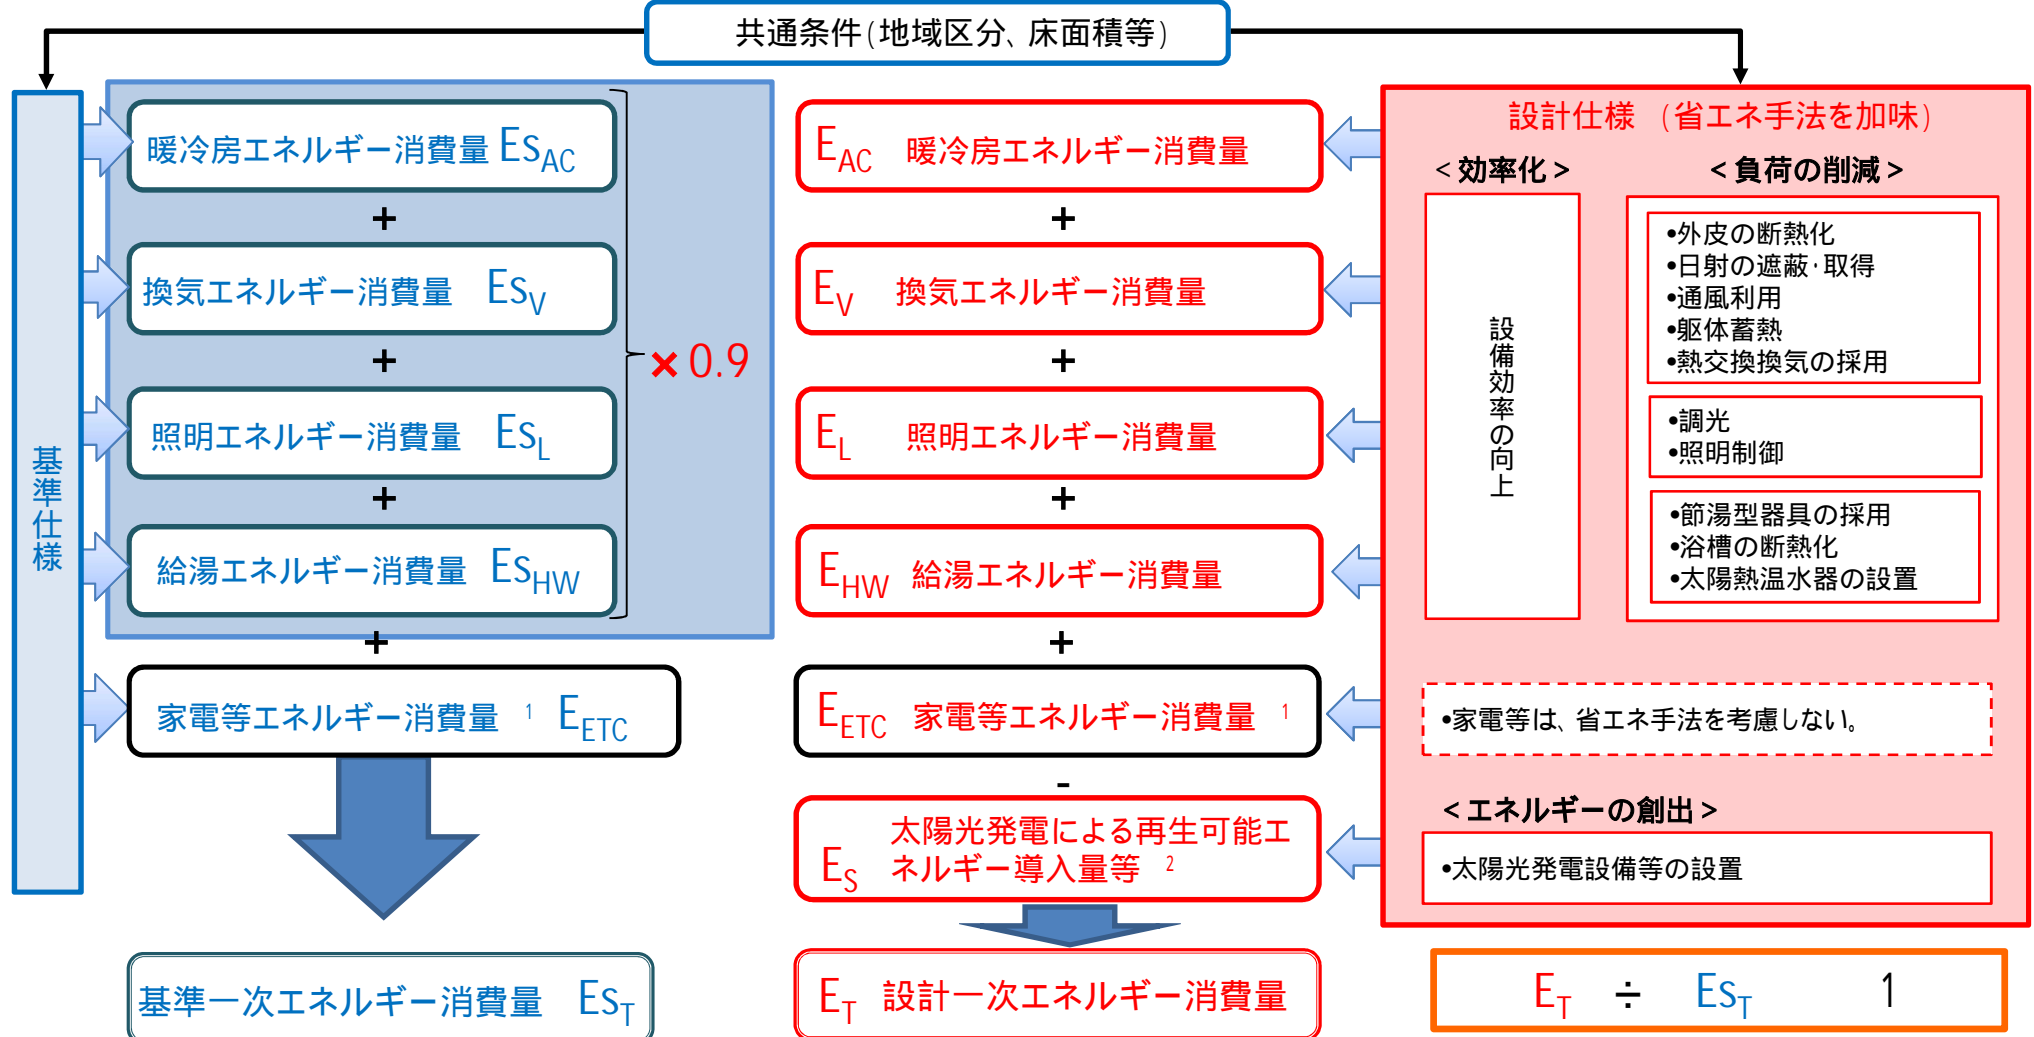 共通条件(地域区分、床面積等)
基準仕様
暖冷房エネルギー消費量 EsAC
+
換気エネルギー消費量 EsV
+
照明エネルギー消費量 EsL
+
給湯エネルギー消費量 EsHW
×0.9
+
家電等エネルギー消費量 1 EETC
基準一次エネルギー消費量 EsT
EAC 暖冷房エネルギー消費量
+
EV 換気エネルギー消費量
+
EL 照明エネルギー消費量
+
EHW 給湯エネルギー消費量
+
EETC 家電等エネルギー消費量 1
-
太陽光発電による再生可能エ
ES ネルギー導入量等 2
ET 設計一次エネルギー消費量
設計仕様 (省エネ手法を加味)
<効率化>
設備効率の向上
<負荷の削減>
•外皮の断熱化
•日射の遮蔽・取得
•通風利用
•躯体蓄熱
•熱交換換気の採用
•調光
•照明制御
•節湯型器具の採用
•浴槽の断熱化
•太陽熱温水器の設置
•家電等は、省エネ手法を考慮しない。
<エネルギーの創出>
•太陽光発電設備等の設置
ET ÷ EsT 1